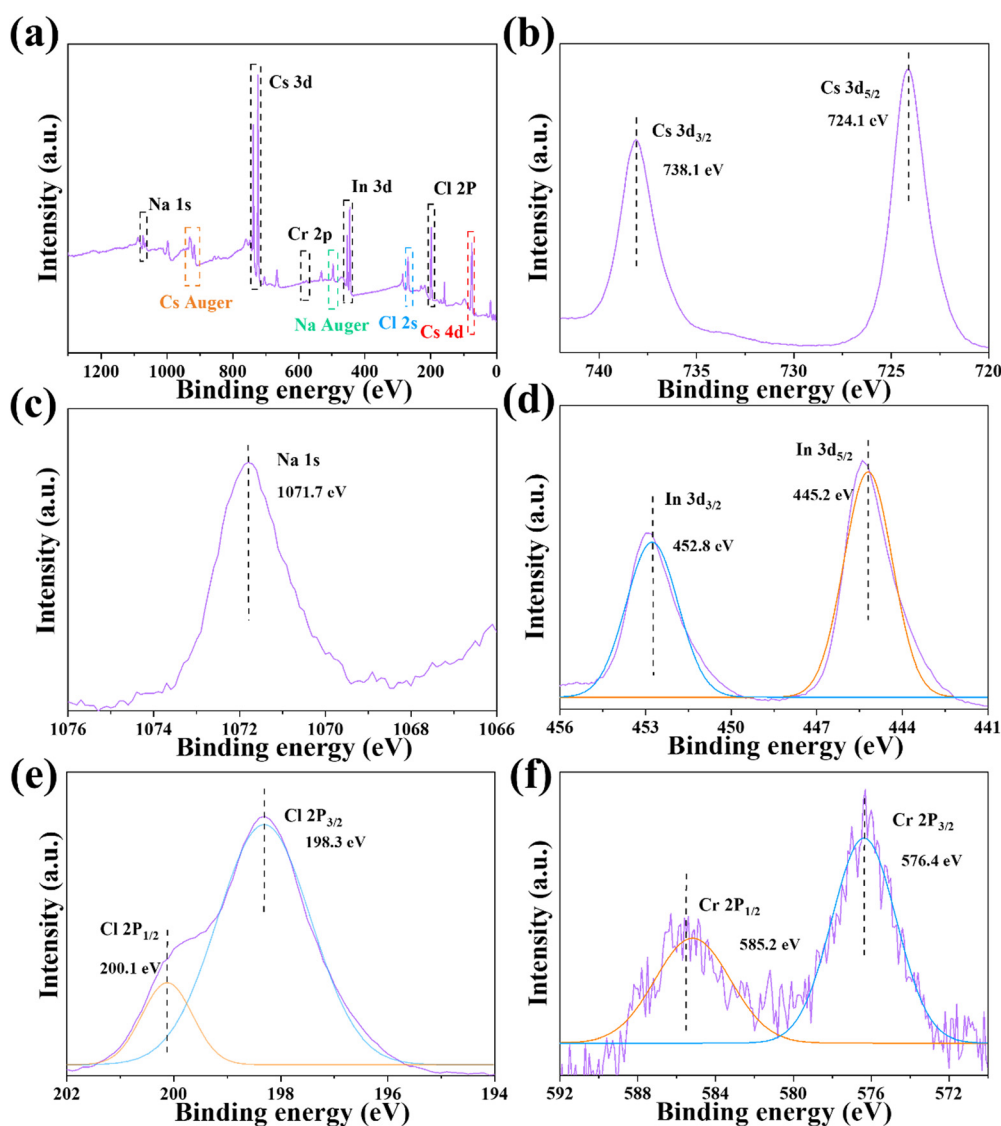 (a)
Intensity (a.u.)
Cs 3d
In 3d
Cl 2P
Na 1s
Cr 2p
Cs Auger
Na Auger
Cl 2s
Cs 4d
1200 1000 800 600 400 200 0
Binding energy (eV)
(b)
Intensity (a.u.)
Cs 3d5/2
724.1 eV
Cs 3d3/2
738.1 eV
740 735 730 725 720
Binding energy (eV)
(c)
Intensity (a.u.)
Na 1s
1071.7 eV
1076 1074 1072 1070 1068 1066
Binding energy (eV)
(d)
Intensity (a.u.)
In 3d5/2
445.2 eV
In 3d3/2
452.8 eV
456 453 450 447 444 441
Binding energy (eV)
(e)
Intensity (a.u.)
Cl 2P3/2
198.3 eV
Cl 2P1/2
200.1 eV
202 200 198 196 194
Binding energy (eV)
(f)
Intensity (a.u.)
Cr 2P3/2
576.4 eV
Cr 2P1/2
585.2 eV
592 588 584 580 576 572
Binding energy (eV)